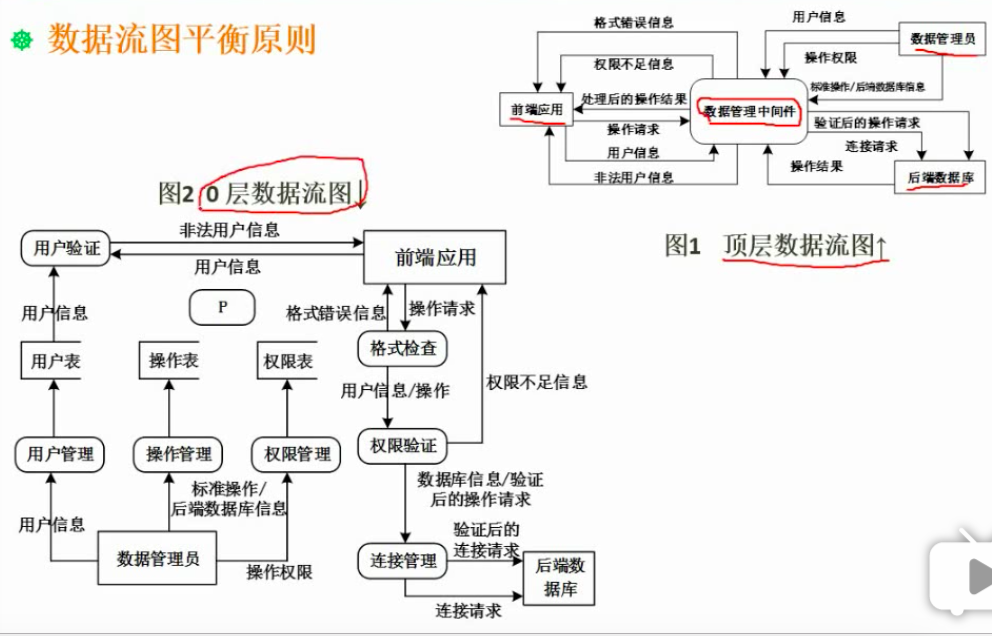 数据流图平衡原则
格式错误信息
用户信息
数据管理员
权限不足信息
操作权限
标准操作/后端数据库信息
前端应用
处理后的操作结果
数据管理中间件
操作请求
验证后的操作请求
用户信息
连接请求
非法用户信息
操作结果
后端数据库
图1 顶层数据流图↑
图2 0层数据流图↓
用户验证
非法用户信息
用户信息
前端应用
P
用户信息
格式错误信息
操作请求
用户表
操作表
权限表
格式检查
用户信息/操作
权限不足信息
用户管理
操作管理
权限管理
权限验证
标准操作/
后端数据库信息
数据库信息/验证
后的操作请求
用户信息
数据管理员
操作权限
验证后的
连接请求
连接管理
后端数
据库
连接请求